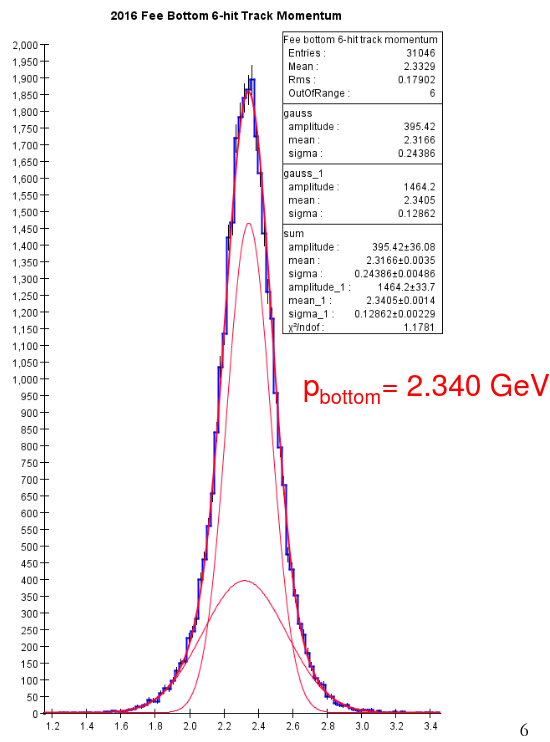 2016 Fee Bottom 6-hit Track Momentum
Fee bottom 6-hit track momentum
Entries : 31046
Mean : 2.3329
Rms : 0.17902
OutOfRange : 6
gauss
amplitude : 395.42
mean : 2.3166
sigma : 0.24386
gauss_1
amplitude : 1464.2
mean : 2.3405
sigma : 0.12862
sum
amplitude : 395.42±36.08
mean : 2.3166±0.0035
sigma : 0.24386±0.00486
amplitude_1 : 1464.2±33.7
mean_1 : 2.3405±0.0014
sigma_1 : 0.12862±0.00229
χ²/ndof : 1.1781
p_bottom= 2.340 GeV
2,000
1,950
1,900
1,850
1,800
1,750
1,700
1,650
1,600
1,550
1,500
1,450
1,400
1,350
1,300
1,250
1,200
1,150
1,100
1,050
1,000
950
900
850
800
750
700
650
600
550
500
450
400
350
300
250
200
150
100
50
0
1.2 1.4 1.6 1.8 2.0 2.2 2.4 2.6 2.8 3.0 3.2 3.4
6